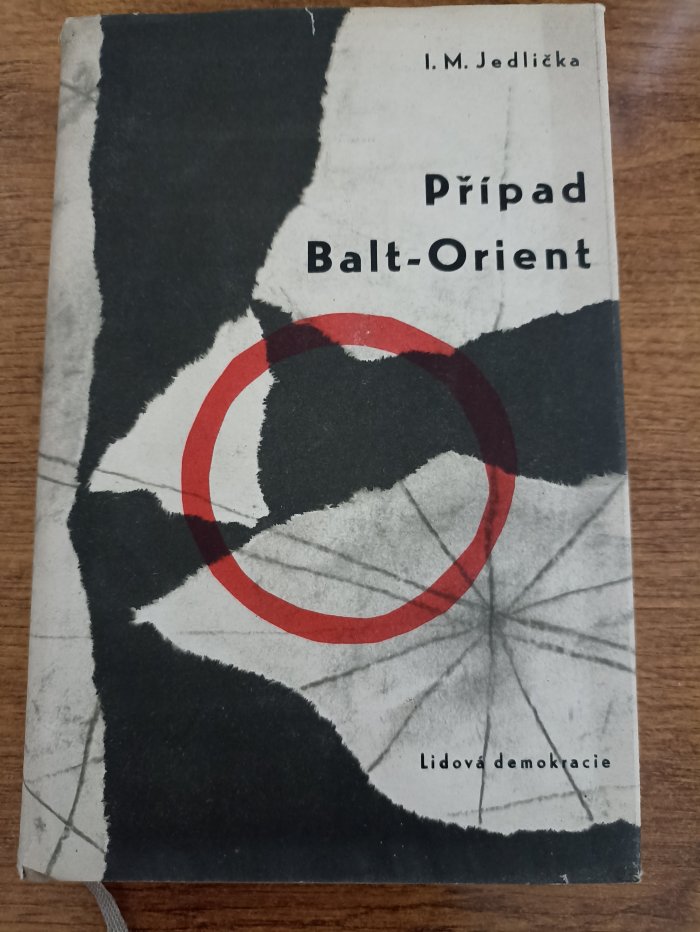 I. M. Jedlička
Případ
Balt-Orient
Lidová demokracie